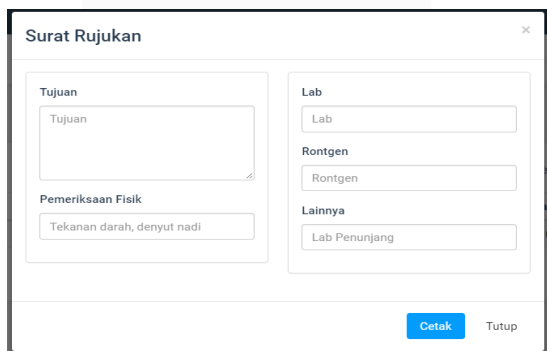 Surat Rujukan
×
Tujuan
Tujuan
Pemeriksaan Fisik
Tekanan darah, denyut nadi
Lab
Lab
Rontgen
Rontgen
Lainnya
Lab Penunjang
Cetak
Tutup